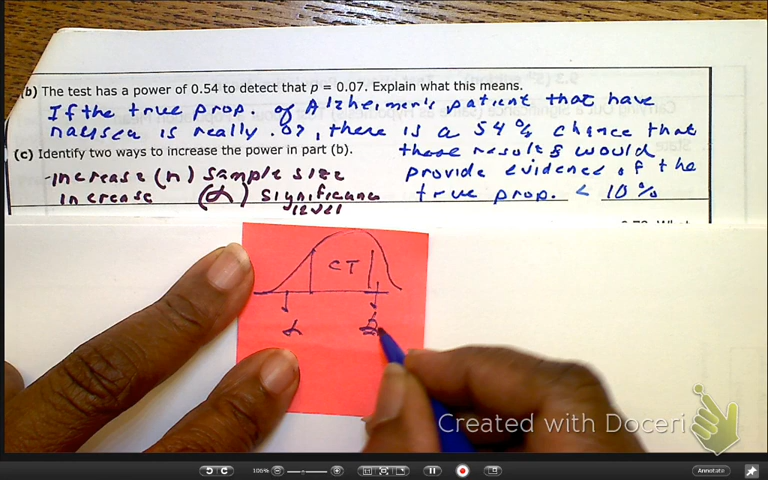 (b) The test has a power of 0.54 to detect that p = 0.07. Explain what this means.
If the true prop. of Alzheimer's patient that have
nausea is really .07, there is a 54% chance that
(c) Identify two ways to increase the power in part (b). these results would
-increase (n) sample size provide evidence of the
increase (α) significance true prop. < 10%
level
CT
α
Created with Doceri
106%
Annotate